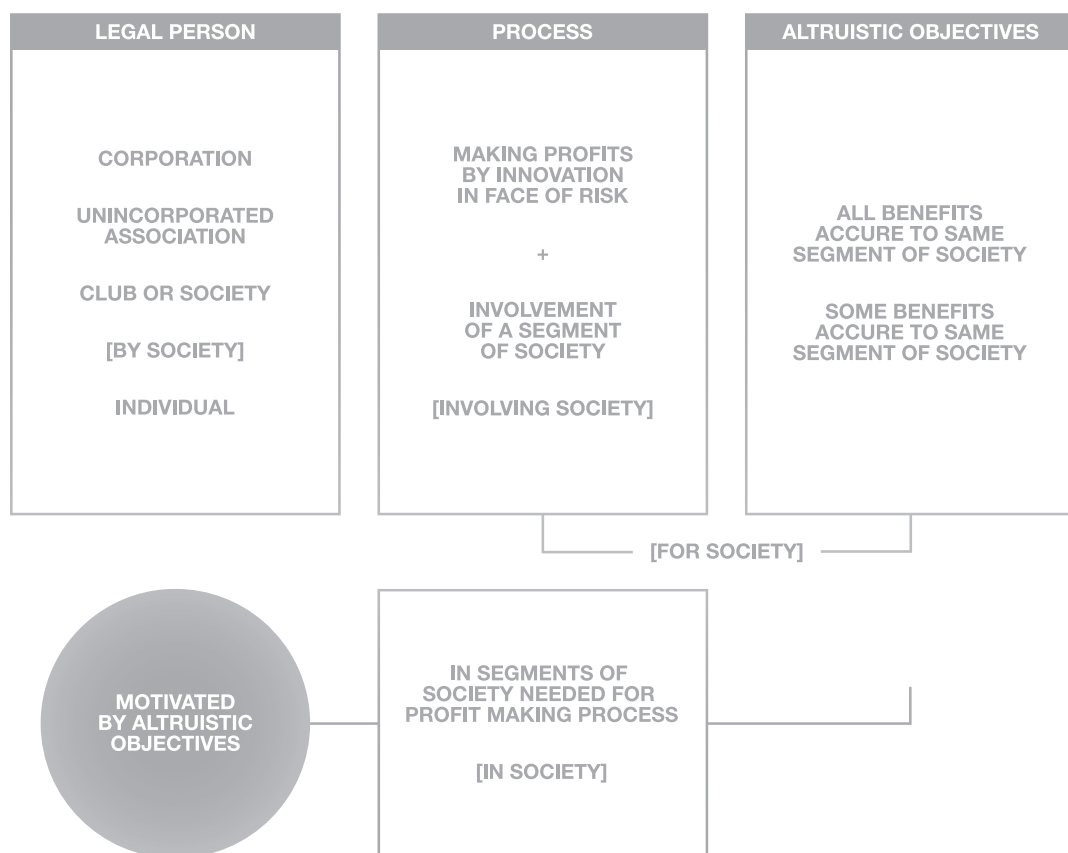 LEGAL PERSON
CORPORATION
UNINCORPORATED
ASSOCIATION
CLUB OR SOCIETY
[BY SOCIETY]
INDIVIDUAL
PROCESS
MAKING PROFITS
BY INNOVATION
IN FACE OF RISK
+
INVOLVEMENT
OF A SEGMENT
OF SOCIETY
[INVOLVING SOCIETY]
ALTRUISTIC OBJECTIVES
ALL BENEFITS
ACCURE TO SAME
SEGMENT OF SOCIETY
SOME BENEFITS
ACCURE TO SAME
SEGMENT OF SOCIETY
[FOR SOCIETY]
MOTIVATED
BY ALTRUISTIC
OBJECTIVES
IN SEGMENTS OF
SOCIETY NEEDED FOR
PROFIT MAKING PROCESS
[IN SOCIETY]